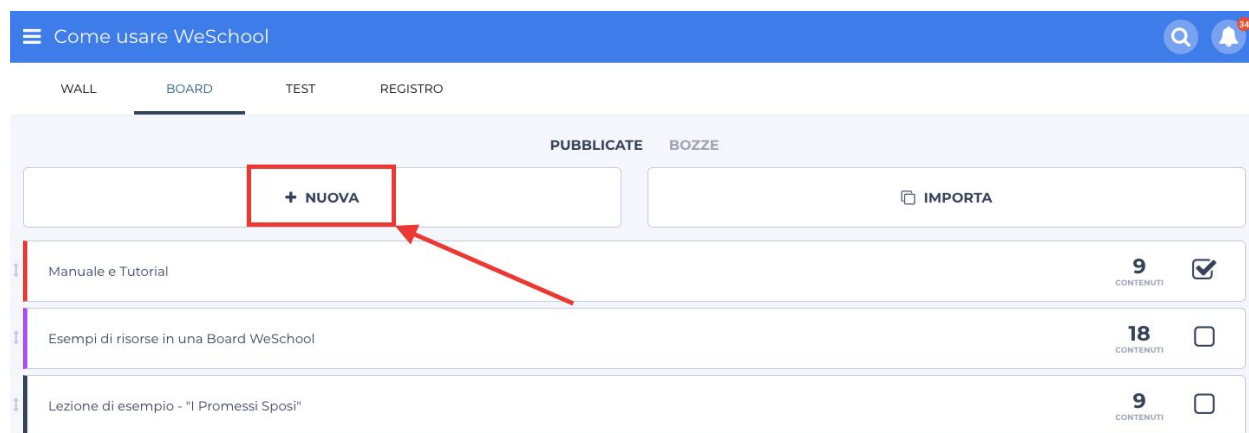 Come usare WeSchool
34
WALL BOARD TEST REGISTRO
PUBBLICATE BOZZE
+ NUOVA
IMPORTA
Manuale e Tutorial
9
CONTENUTI
Esempi di risorse in una Board WeSchool
18
CONTENUTI
Lezione di esempio - "I Promessi Sposi"
9
CONTENUTI